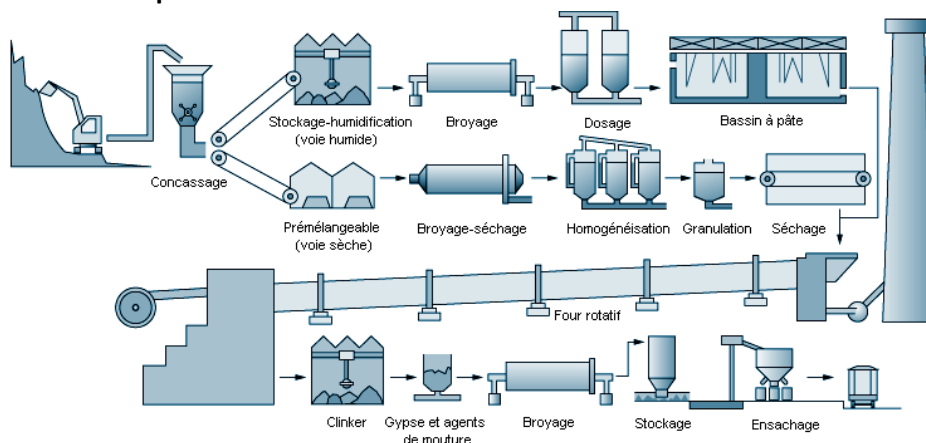 Stockage-humidification
(voie humide)
Broyage
Dosage
Bassin à pâte
Concassage
Prémélangeable
(voie sèche)
Broyage-séchage
Homogénéisation
Granulation
Séchage
Four rotatif
Clinker
Gypse et agents
de mouture
Broyage
Stockage
Ensachage